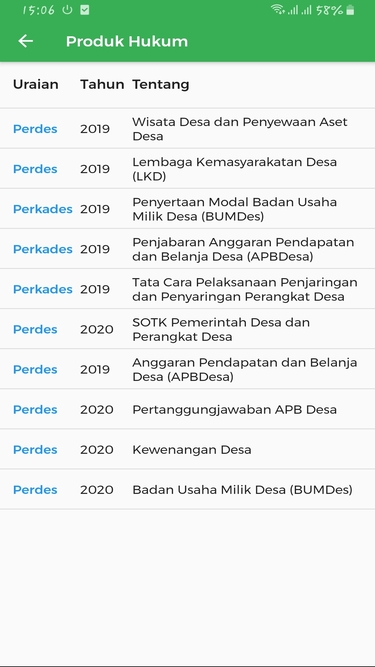 15:06 58%
Produk Hukum
Uraian Tahun Tentang
Perdes 2019 Wisata Desa dan Penyewaan Aset
Desa
Perdes 2019 Lembaga Kemasyarakatan Desa
(LKD)
Perkades 2019 Penyertaan Modal Badan Usaha
Milik Desa (BUMDes)
Perkades 2019 Penjabaran Anggaran Pendapatan
dan Belanja Desa (APBDesa)
Perkades 2019 Tata Cara Pelaksanaan Penjaringan
dan Penyaringan Perangkat Desa
Perdes 2020 SOTK Pemerintah Desa dan
Perangkat Desa
Perdes 2019 Anggaran Pendapatan dan Belanja
Desa (APBDesa)
Perdes 2020 Pertanggungjawaban APB Desa
Perdes 2020 Kewenangan Desa
Perdes 2020 Badan Usaha Milik Desa (BUMDes)